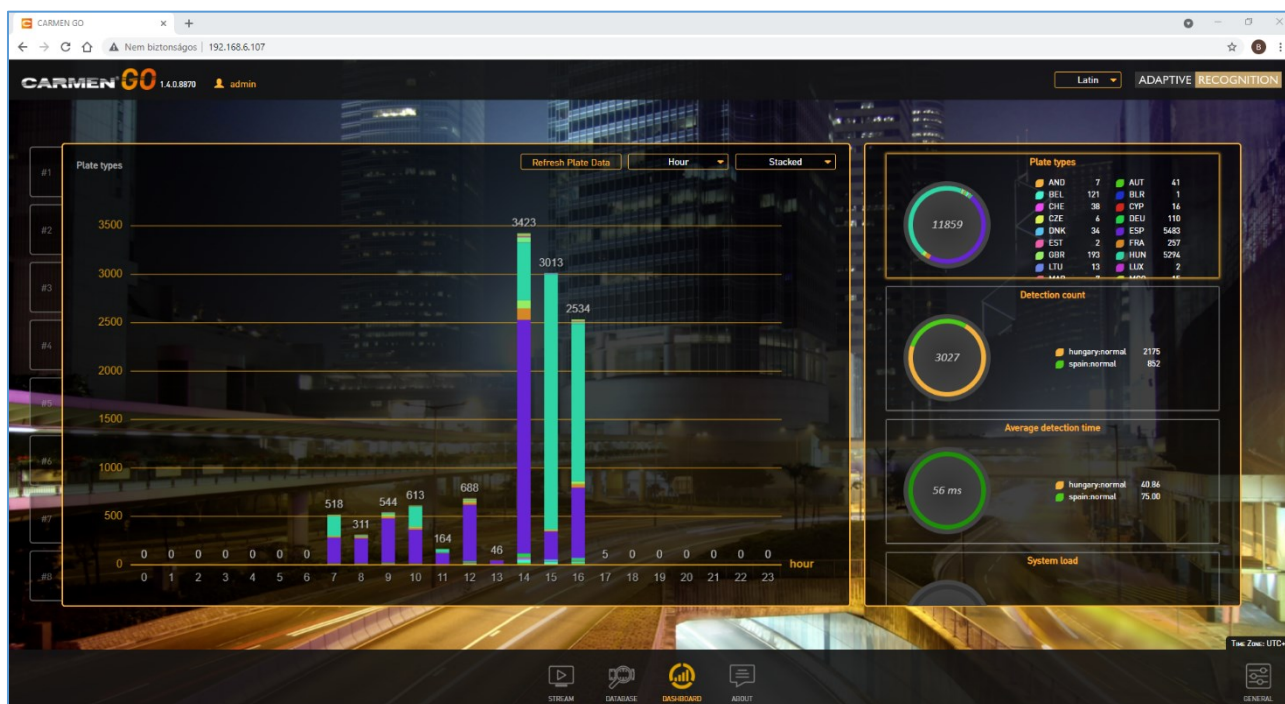 CARMEN GO
Nem biztonságos | 192.168.6.107
B
CARMEN® GO 1.4.0.8870 admin
Latin
ADAPTIVE RECOGNITION
#1
#2
#3
#4
#5
#6
#7
#8
Plate types
Refresh Plate Data
Hour
Stacked
3500
3000
2500
2000
1500
1000
500
0
0 0 0 0 0 0 0 518 311 544 613 164 688 46 3423 3013 2534 5 0 0 0 0 0 0
0 1 2 3 4 5 6 7 8 9 10 11 12 13 14 15 16 17 18 19 20 21 22 23
hour
Plate types
11859
AND 7 AUT 41
BEL 121 BLR 1
CHE 38 CYP 16
CZE 6 DEU 110
DNK 34 ESP 5483
EST 2 FRA 257
GBR 193 HUN 5294
LTU 13 LUX 2
Detection count
3027
hungary:normal 2175
spain:normal 852
Average detection time
56 ms
hungary:normal 40.86
spain:normal 75.00
System load
Time Zone: UTC+
STREAM
DATABASE
DASHBOARD
ABOUT
GENERAL